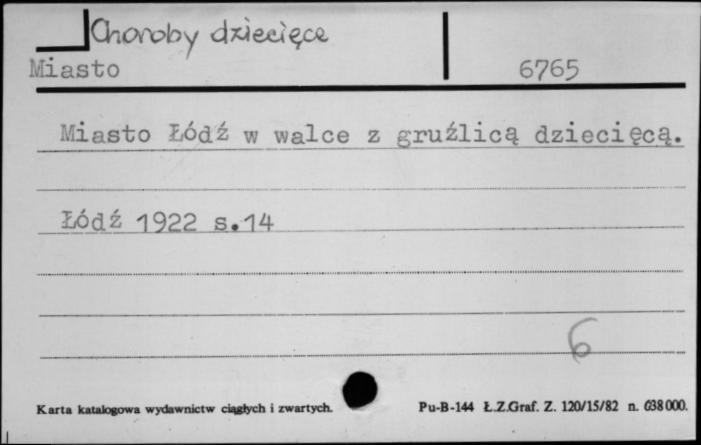 Choroby dziecięce
Miasto 6765
Miasto Łódź w walce z gruźlicą dziecięcą.
Łódź 1922 s.14
6
Karta katalogowa wydawnictw ciągłych i zwartych. Pu-B-144 Ł.Z.Graf. Z. 120/15/82 n. 638000.